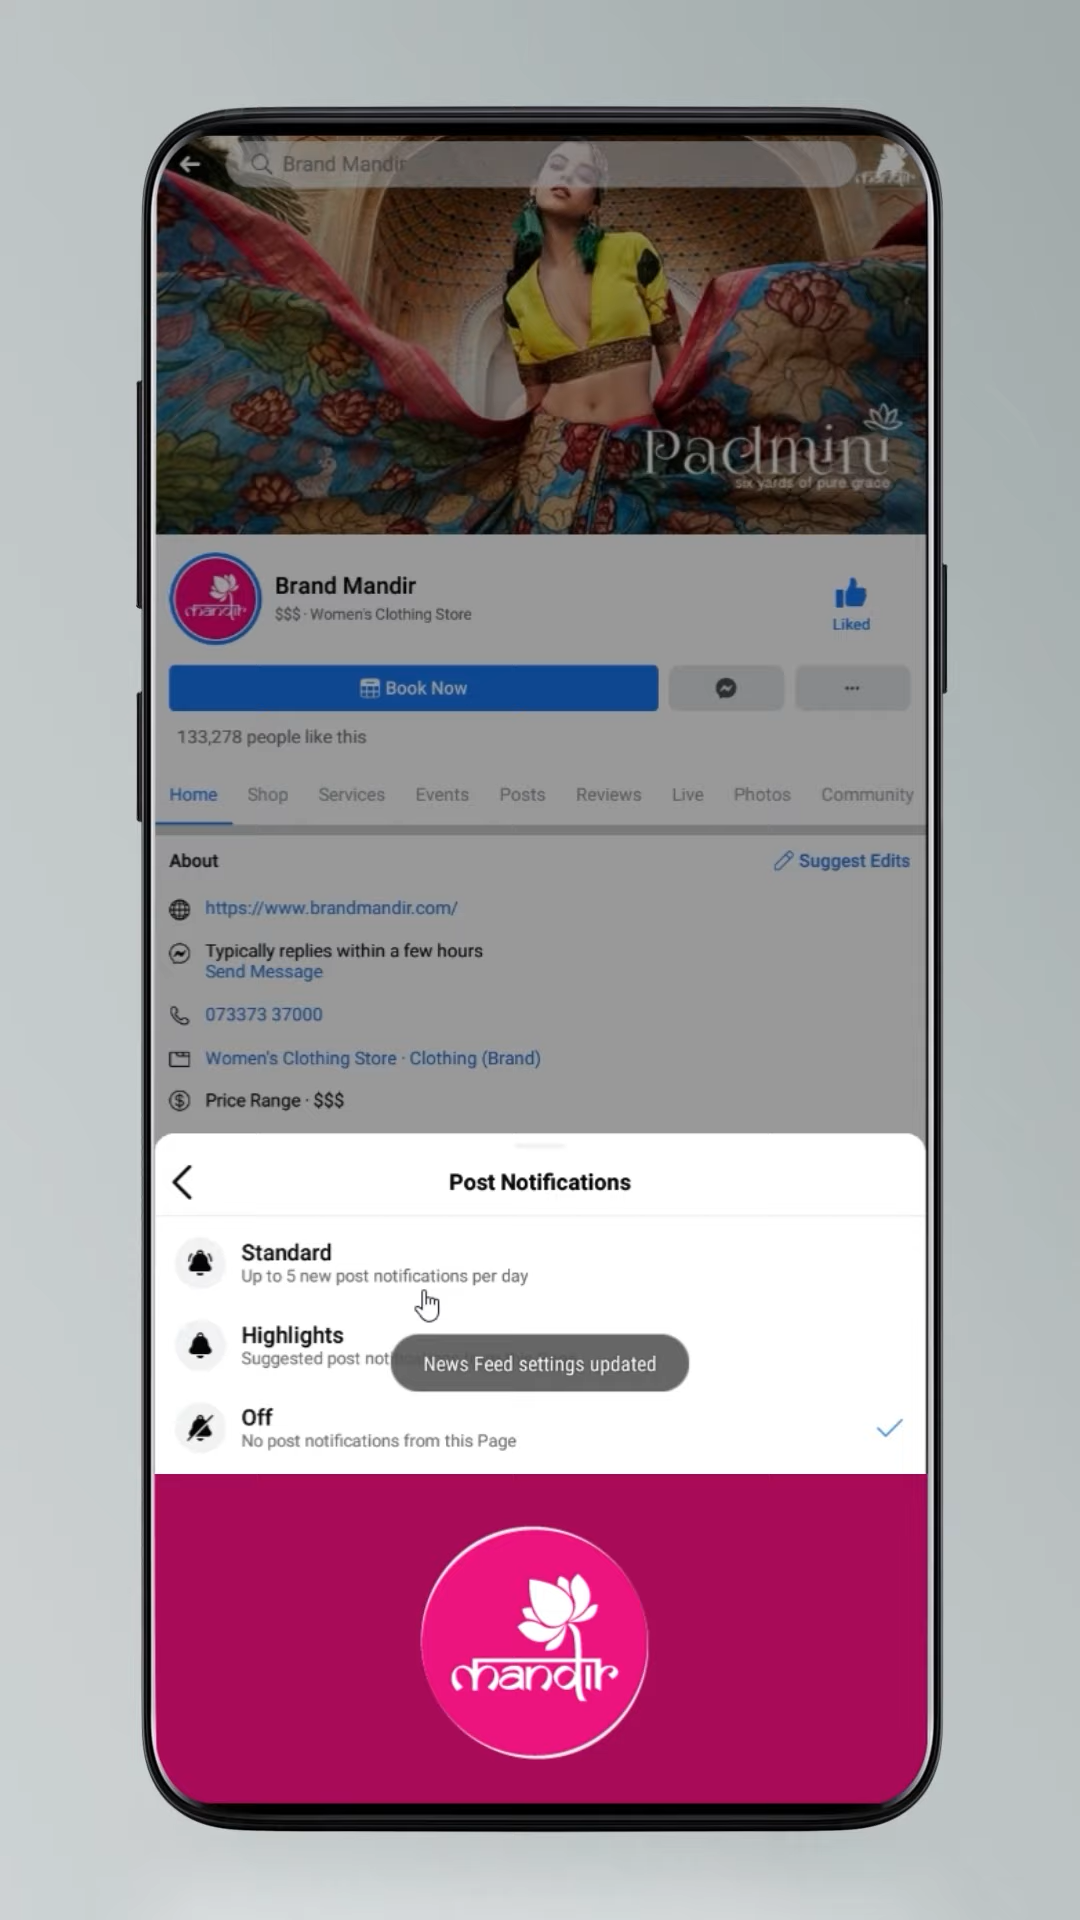 Brand Mandir
mandir
Padmini
six yards of pure grace
mandir
Brand Mandir
$$$ · Women's Clothing Store
Liked
Book Now
...
133,278 people like this
Home Shop Services Events Posts Reviews Live Photos Community
About
Suggest Edits
https://www.brandmandir.com/
Typically replies within a few hours
Send Message
073373 37000
Women's Clothing Store · Clothing (Brand)
Price Range · $$$
Post Notifications
Standard
Up to 5 new post notifications per day
Highlights
Suggested post
News Feed settings updated
Off
No post notifications from this Page
mandir